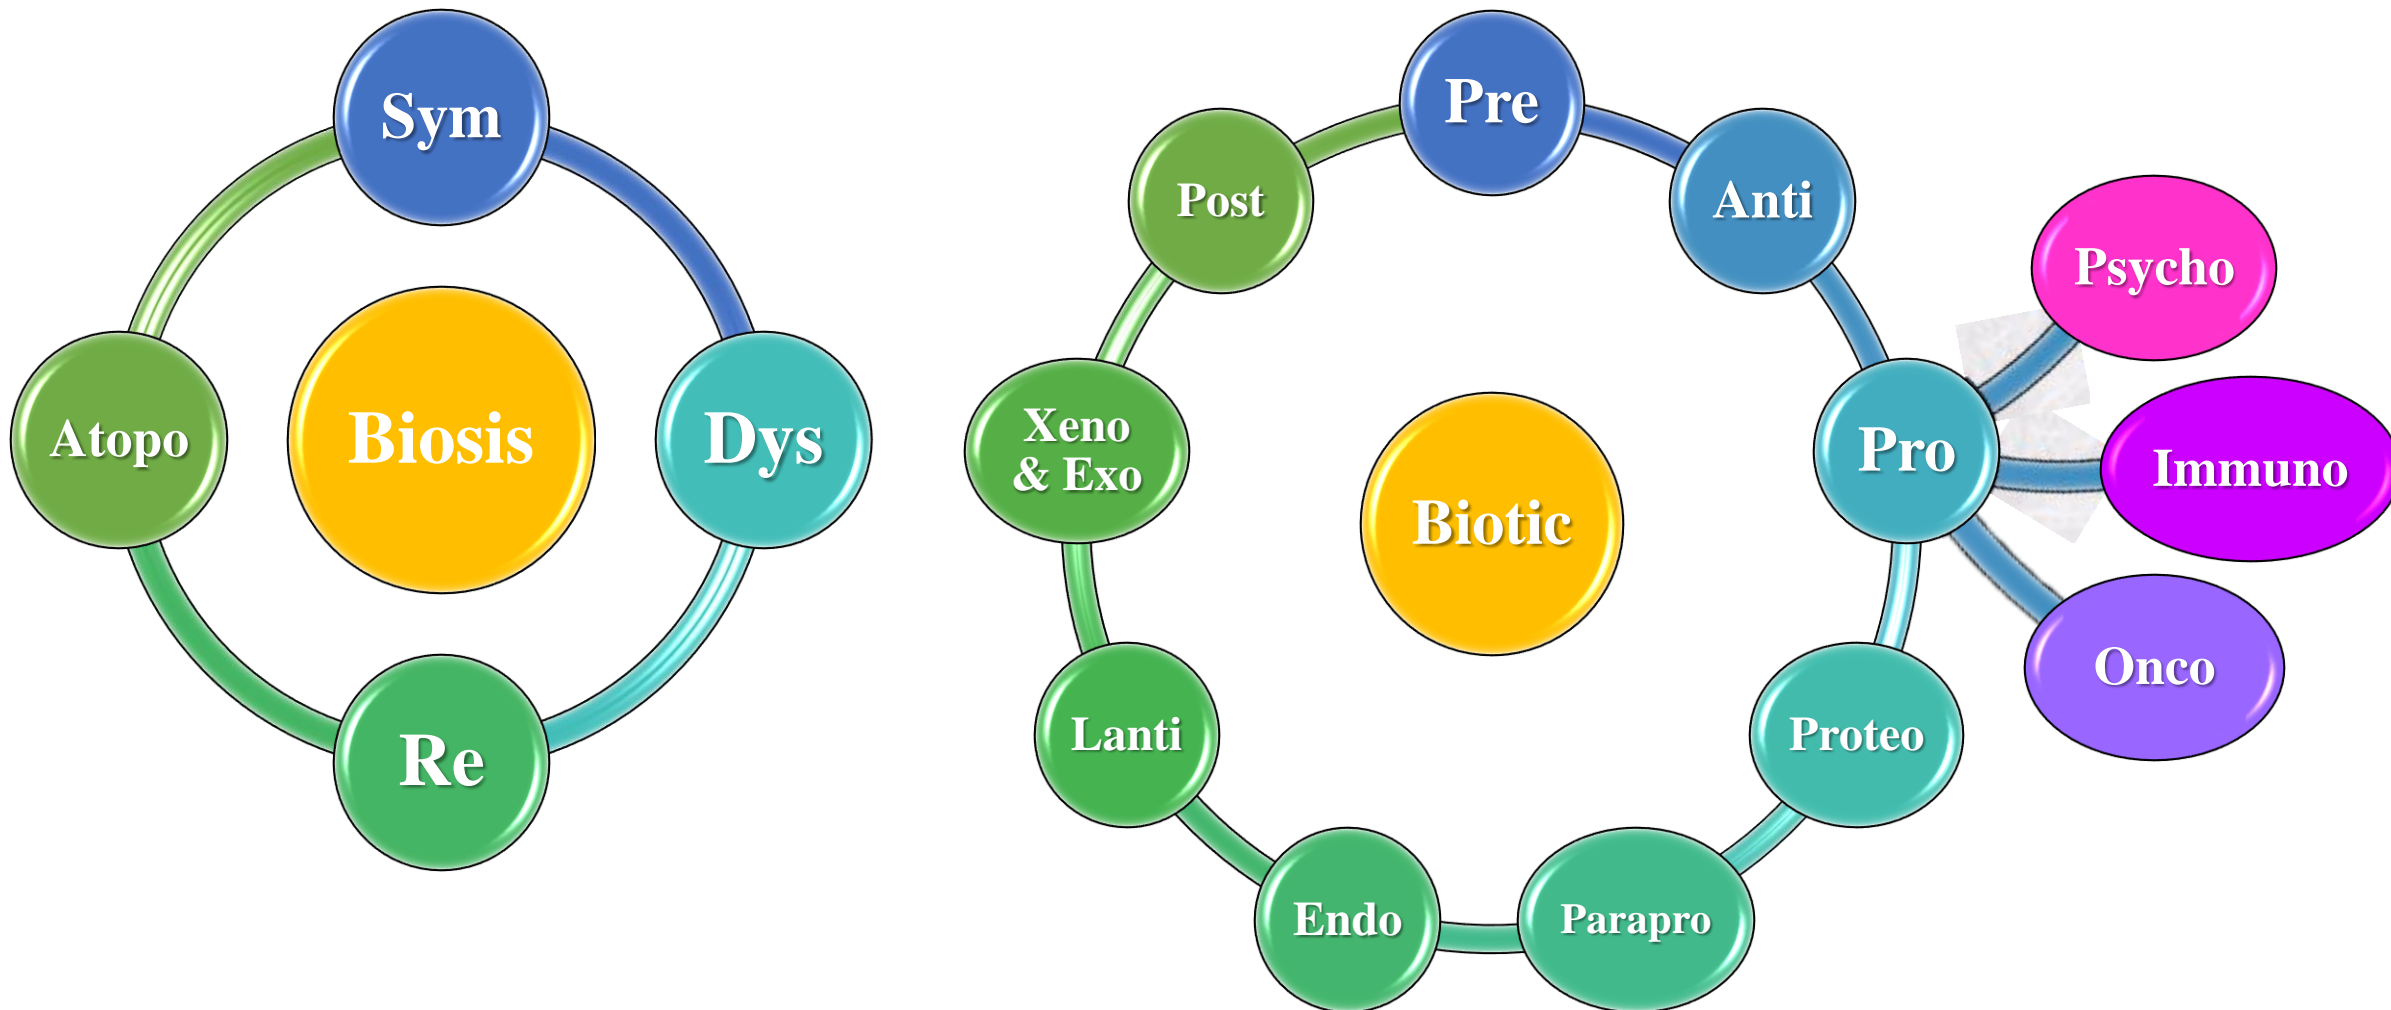 Sym
Dys
Re
Atopo
Biosis
Pre
Anti
Pro
Psycho
Immuno
Onco
Proteo
Parapro
Endo
Lanti
Xeno
& Exo
Post
Biotic